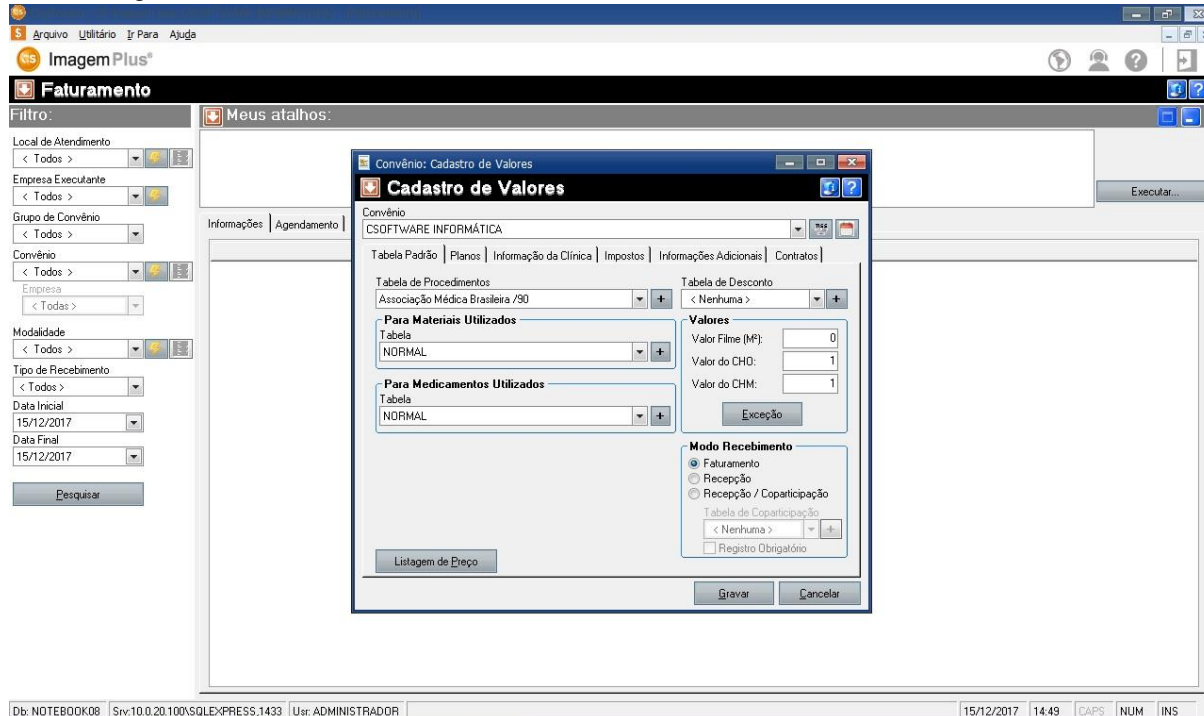 Arquivo Utilitário Ir Para Ajuda
ImagemPlus®
Faturamento
Filtro:
Local de Atendimento
< Todos >
Empresa Executante
< Todos >
Grupo de Convênio
< Todos >
Convênio
< Todos >
Empresa
< Todas >
Modalidade
< Todos >
Tipo de Recebimento
< Todos >
Data Inicial
15/12/2017
Data Final
15/12/2017
Pesquisar
Meus atalhos:
Executar...
Informações Agendamento
Convênio: Cadastro de Valores
Cadastro de Valores
Convênio
CSOFTWARE INFORMÁTICA
Tabela Padrão Planos Informação da Clínica Impostos Informações Adicionais Contratos
Tabela de Procedimentos
Associação Médica Brasileira /90
Para Materiais Utilizados
Tabela
NORMAL
Para Medicamentos Utilizados
Tabela
NORMAL
Listagem de Preço
Tabela de Desconto
< Nenhuma >
Valores
Valor Filme (M²): 0
Valor do CHO: 1
Valor do CHM: 1
Exceção
Modo Recebimento
Faturamento
Recepção
Recepção / Coparticipação
Tabela de Coparticipação
< Nenhuma >
Registro Obrigatório
Gravar Cancelar
Db: NOTEBOOK08 Srv:10.0.20.100\SQLEXPRESS,1433 Usr: ADMINISTRADOR 15/12/2017 14:49 CAPS NUM INS